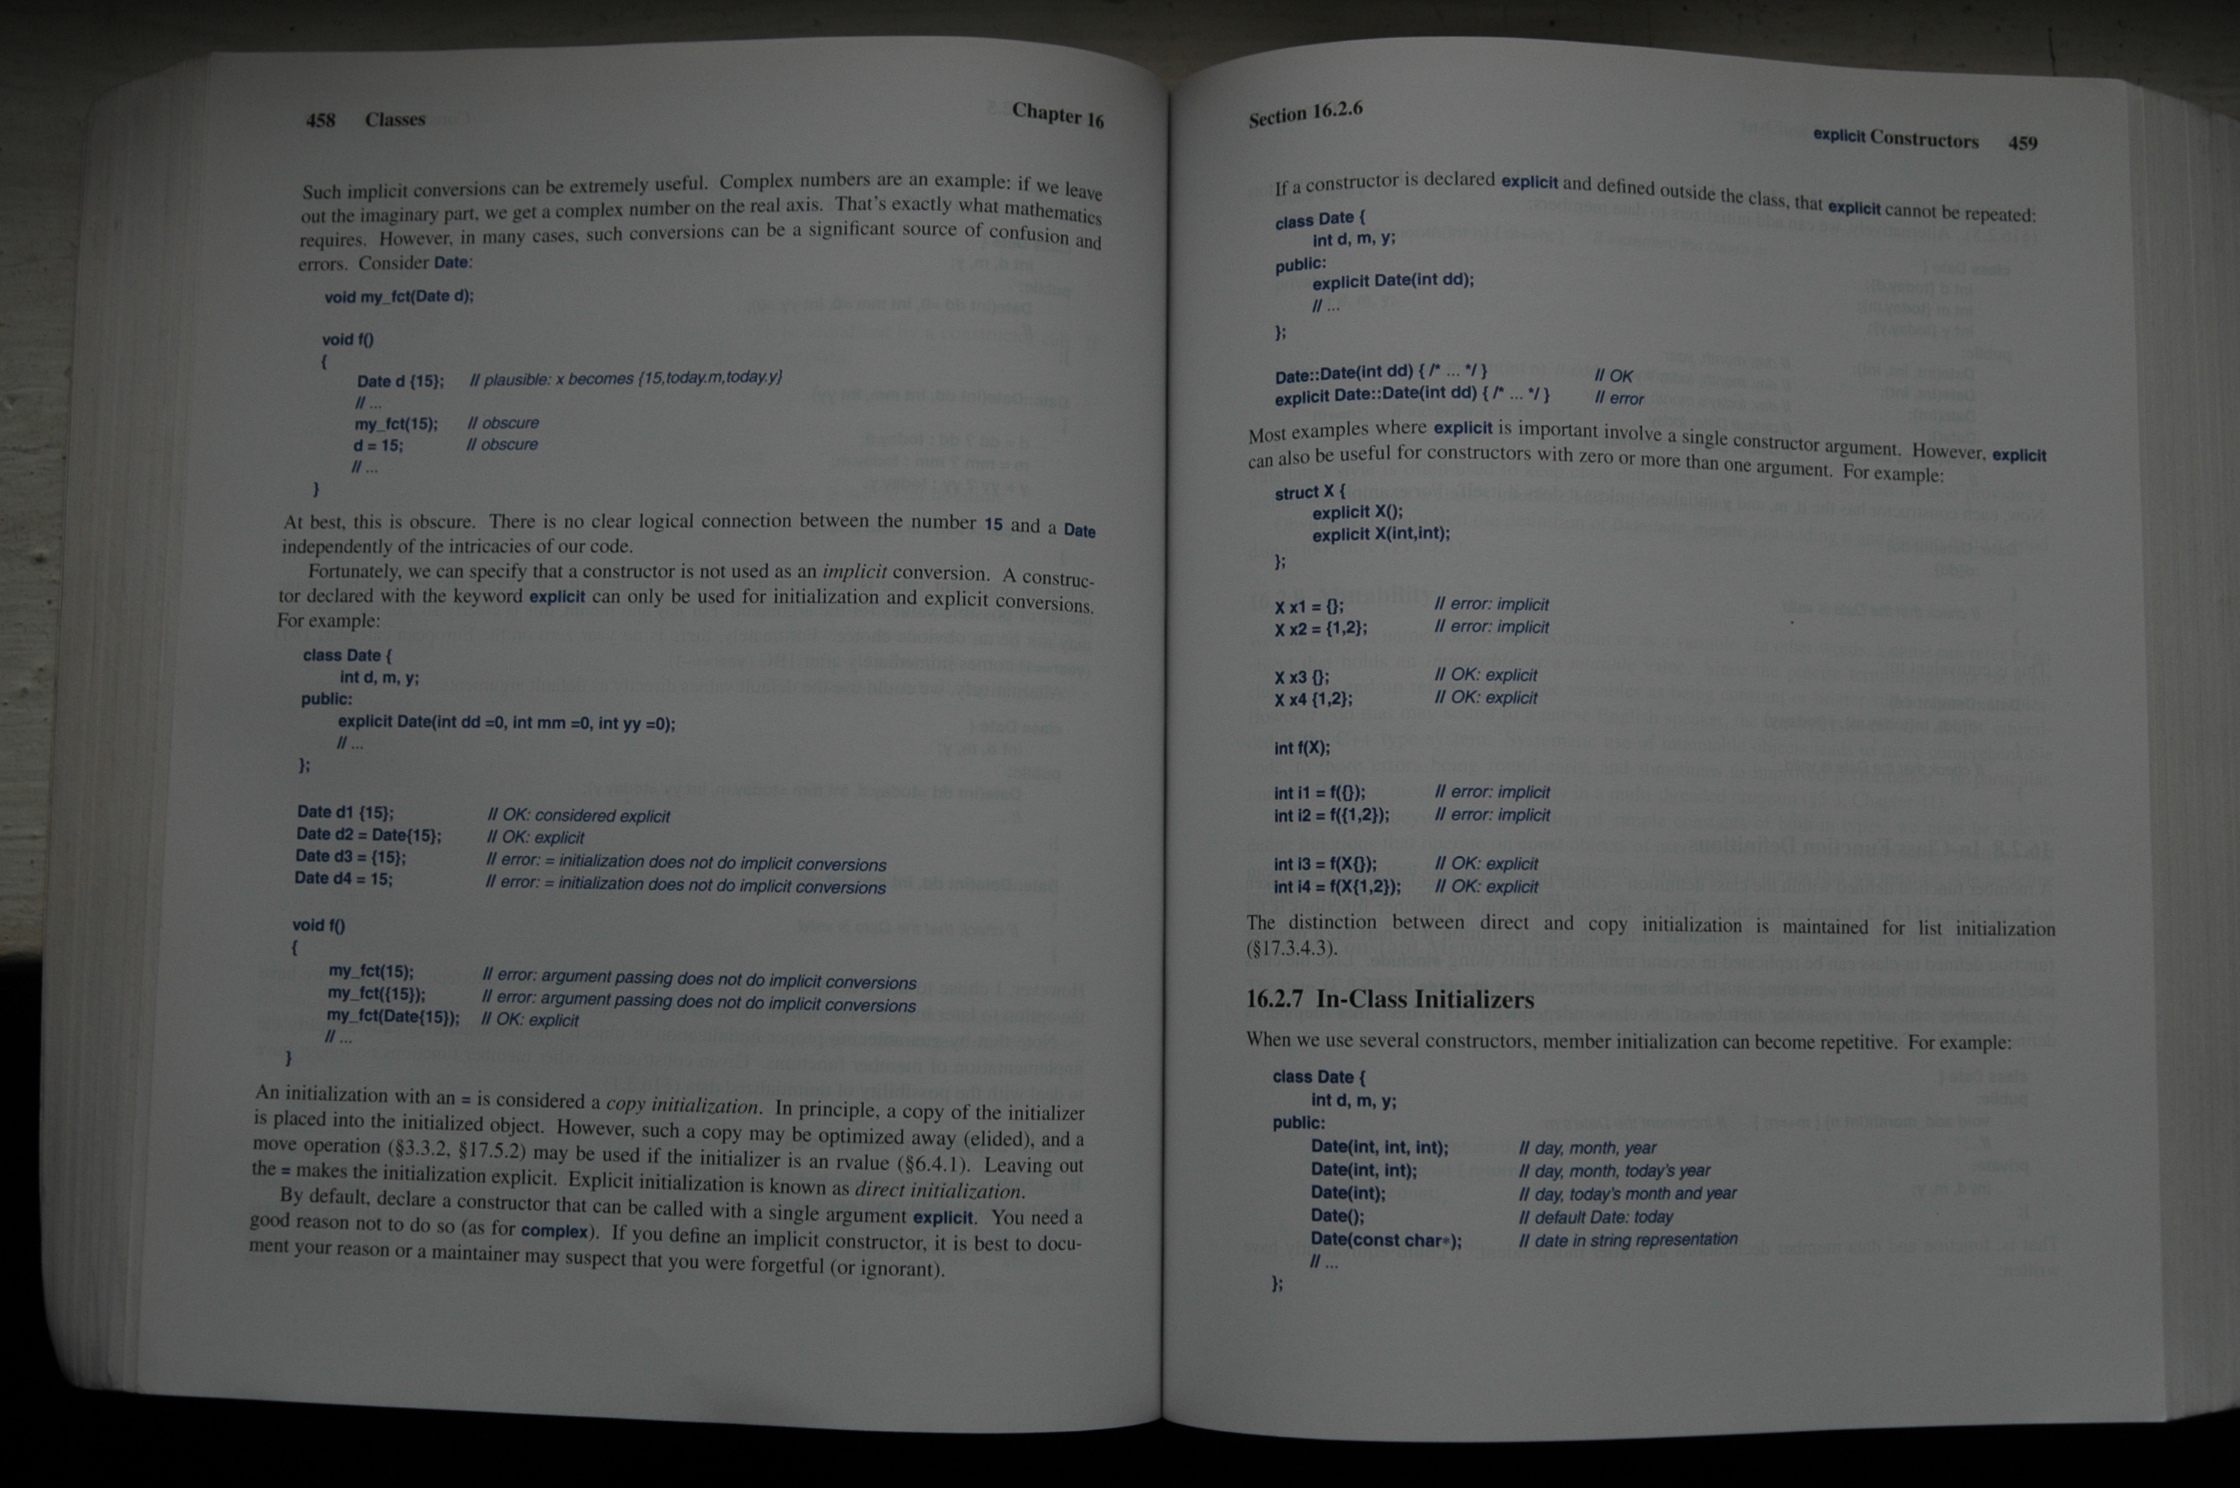 458 Classes Chapter 16
Such implicit conversions can be extremely useful. Complex numbers are an example: if we leave
out the imaginary part, we get a complex number on the real axis. That's exactly what mathematics
requires. However, in many cases, such conversions can be a significant source of confusion and
errors. Consider Date:
void my_fct(Date d);
void f()
{
Date d {15}; // plausible: x becomes {15,today.m,today.y}
// ...
my_fct(15); // obscure
d = 15; // obscure
// ...
}
At best, this is obscure. There is no clear logical connection between the number 15 and a Date
independently of the intricacies of our code.
Fortunately, we can specify that a constructor is not used as an implicit conversion. A construc-
tor declared with the keyword explicit can only be used for initialization and explicit conversions.
For example:
class Date {
int d, m, y;
public:
explicit Date(int dd =0, int mm =0, int yy =0);
// ...
};
Date d1 {15}; // OK: considered explicit
Date d2 = Date{15}; // OK: explicit
Date d3 = {15}; // error: = initialization does not do implicit conversions
Date d4 = 15; // error: = initialization does not do implicit conversions
void f()
{
my_fct(15); // error: argument passing does not do implicit conversions
my_fct({15}); // error: argument passing does not do implicit conversions
my_fct(Date{15}); // OK: explicit
// ...
}
An initialization with an = is considered a copy initialization. In principle, a copy of the initializer
is placed into the initialized object. However, such a copy may be optimized away (elided), and a
move operation (§3.3.2, §17.5.2) may be used if the initializer is an rvalue (§6.4.1). Leaving out
the = makes the initialization explicit. Explicit initialization is known as direct initialization.
By default, declare a constructor that can be called with a single argument explicit. You need a
good reason not to do so (as for complex). If you define an implicit constructor, it is best to docu-
ment your reason or a maintainer may suspect that you were forgetful (or ignorant).
Section 16.2.6 explicit Constructors 459
If a constructor is declared explicit and defined outside the class, that explicit cannot be repeated:
class Date {
int d, m, y;
public:
explicit Date(int dd);
// ...
};
Date::Date(int dd) { /* ... */ } // OK
explicit Date::Date(int dd) { /* ... */ } // error
Most examples where explicit is important involve a single constructor argument. However, explicit
can also be useful for constructors with zero or more than one argument. For example:
struct X {
explicit X();
explicit X(int,int);
};
X x1 = {}; // error: implicit
X x2 = {1,2}; // error: implicit
X x3 {}; // OK: explicit
X x4 {1,2}; // OK: explicit
int f(X);
int i1 = f({}); // error: implicit
int i2 = f({1,2}); // error: implicit
int i3 = f(X{}); // OK: explicit
int i4 = f(X{1,2}); // OK: explicit
The distinction between direct and copy initialization is maintained for list initialization
(§17.3.4.3).
16.2.7 In-Class Initializers
When we use several constructors, member initialization can become repetitive. For example:
class Date {
int d, m, y;
public:
Date(int, int, int); // day, month, year
Date(int, int); // day, month, today's year
Date(int); // day, today's month and year
Date(); // default Date: today
Date(const char*); // date in string representation
// ...
};